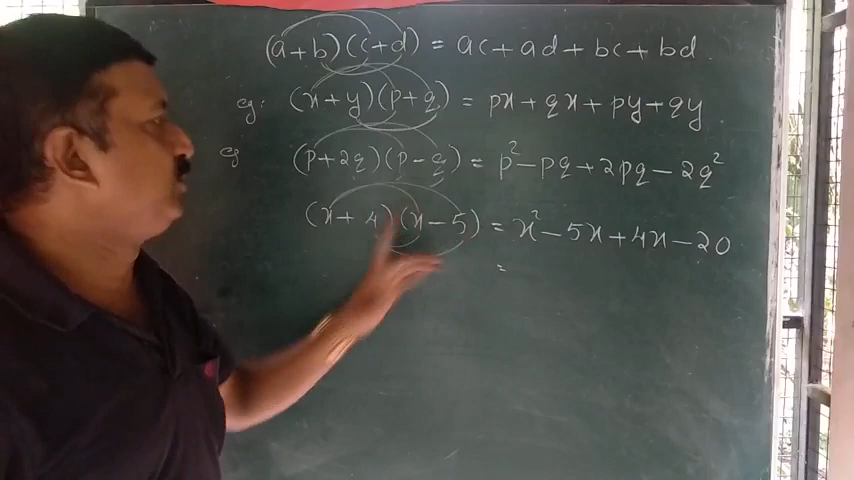 (a+b)(c+d) = ac+ad+bc+bd
eg: (x+y)(p+q) = px+qx+py+qy
eg (p+2q)(p-q) = p²-pq+2pq-2q²
(x+4)(x-5) = x²-5x+4x-20
=